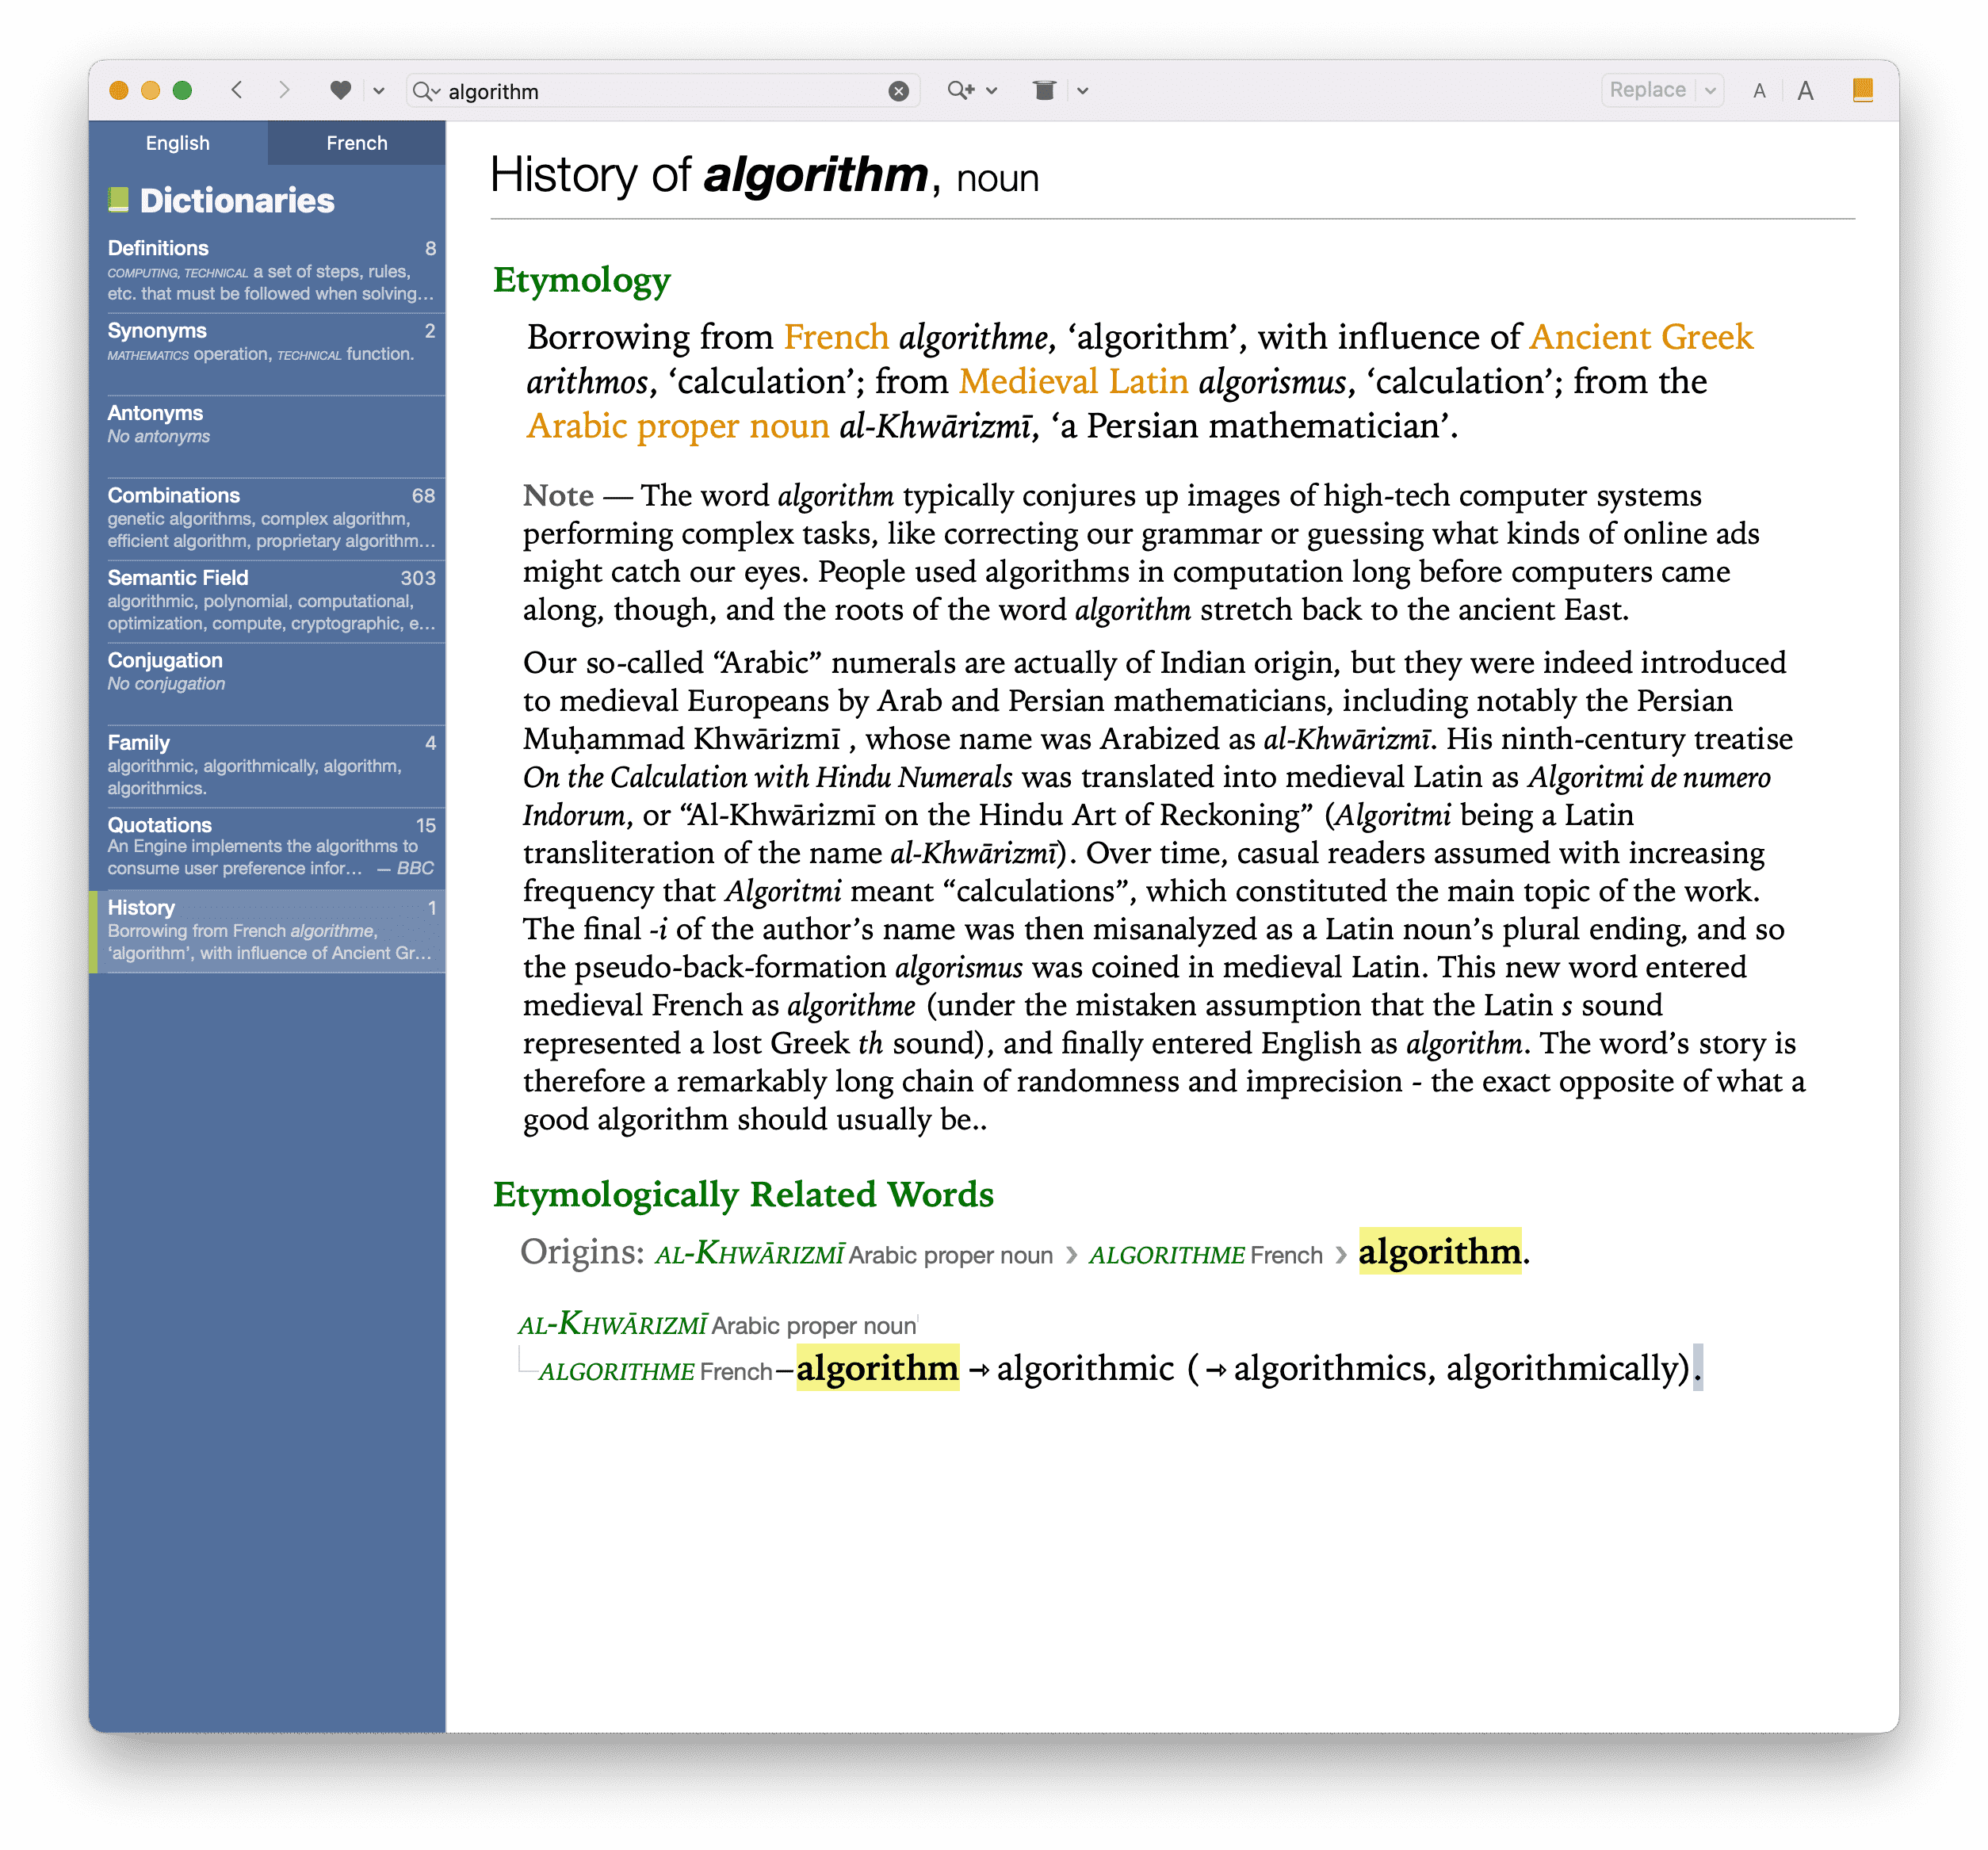 algorithm
Replace
A
A
English
French
Dictionaries
Definitions 8
COMPUTING, TECHNICAL a set of steps, rules,
etc. that must be followed when solving…
Synonyms 2
MATHEMATICS operation, TECHNICAL function.
Antonyms
No antonyms
Combinations 68
genetic algorithms, complex algorithm,
efficient algorithm, proprietary algorithm…
Semantic Field 303
algorithmic, polynomial, computational,
optimization, compute, cryptographic, e…
Conjugation
No conjugation
Family 4
algorithmic, algorithmically, algorithm,
algorithmics.
Quotations 15
An Engine implements the algorithms to
consume user preference infor… — BBC
History 1
Borrowing from French algorithme,
‘algorithm’, with influence of Ancient Gr…
History of algorithm, noun
Etymology
Borrowing from French algorithme, ‘algorithm’, with influence of Ancient Greek
arithmos, ‘calculation’; from Medieval Latin algorismus, ‘calculation’; from the
Arabic proper noun al-Khwārizmī, ‘a Persian mathematician’.
Note — The word algorithm typically conjures up images of high-tech computer systems
performing complex tasks, like correcting our grammar or guessing what kinds of online ads
might catch our eyes. People used algorithms in computation long before computers came
along, though, and the roots of the word algorithm stretch back to the ancient East.
Our so-called “Arabic” numerals are actually of Indian origin, but they were indeed introduced
to medieval Europeans by Arab and Persian mathematicians, including notably the Persian
Muḥammad Khwārizmī , whose name was Arabized as al-Khwārizmī. His ninth-century treatise
On the Calculation with Hindu Numerals was translated into medieval Latin as Algoritmi de numero
Indorum, or “Al-Khwārizmī on the Hindu Art of Reckoning” (Algoritmi being a Latin
transliteration of the name al-Khwārizmī). Over time, casual readers assumed with increasing
frequency that Algoritmi meant “calculations”, which constituted the main topic of the work.
The final -i of the author’s name was then misanalyzed as a Latin noun’s plural ending, and so
the pseudo-back-formation algorismus was coined in medieval Latin. This new word entered
medieval French as algorithme (under the mistaken assumption that the Latin s sound
represented a lost Greek th sound), and finally entered English as algorithm. The word’s story is
therefore a remarkably long chain of randomness and imprecision - the exact opposite of what a
good algorithm should usually be..
Etymologically Related Words
Origins: AL-KHWĀRIZMĪ Arabic proper noun › ALGORITHME French › algorithm.
AL-KHWĀRIZMĪ Arabic proper noun
ALGORITHME French – algorithm → algorithmic (→ algorithmics, algorithmically).